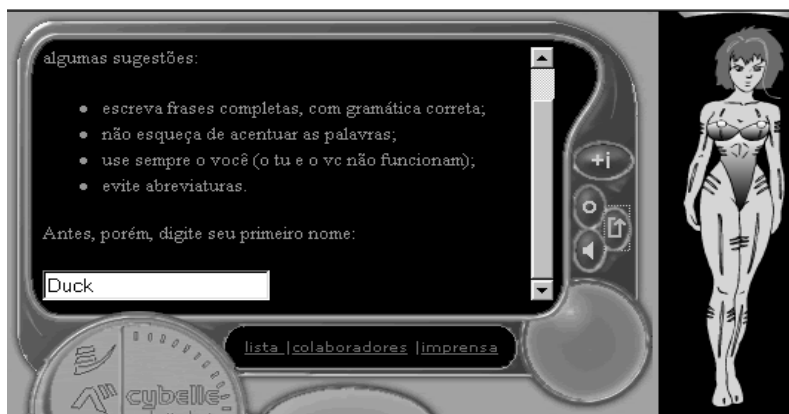 algumas sugestões:
escreva frases completas, com gramática correta;
não esqueça de acentuar as palavras;
use sempre o você (o tu e o vc não funcionam);
evite abreviaturas.
Antes, porém, digite seu primeiro nome:
Duck
+i
lista |colaboradores |imprensa
cybelle